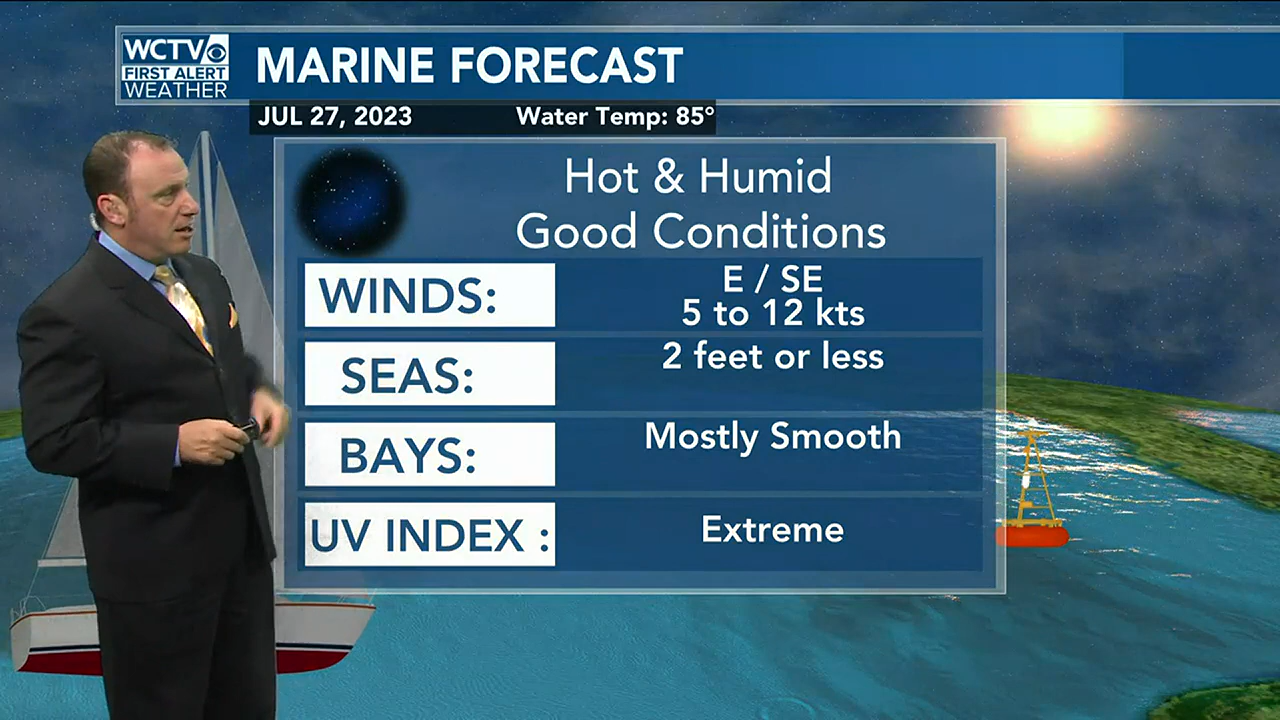 WCTV
FIRST ALERT
WEATHER
MARINE FORECAST
JUL 27, 2023 Water Temp: 85°
Hot & Humid
Good Conditions
WINDS: E / SE
5 to 12 kts
SEAS: 2 feet or less
BAYS: Mostly Smooth
UV INDEX : Extreme